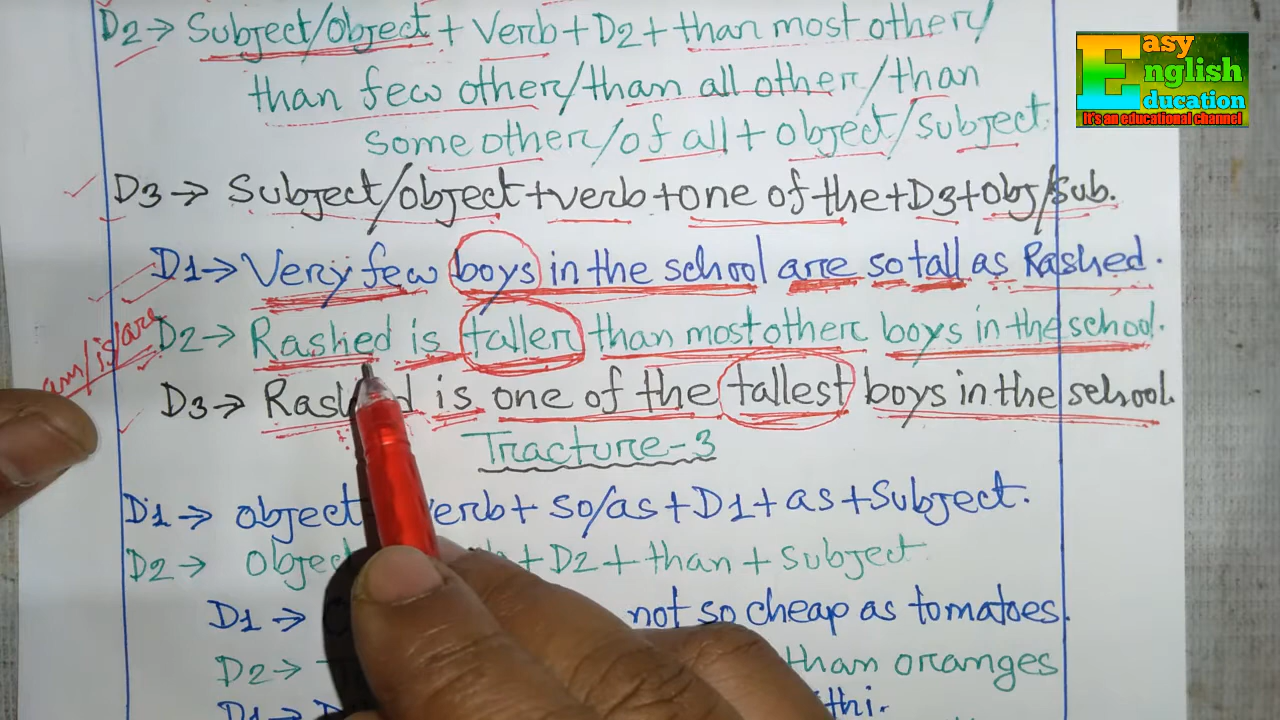 D2→ Subject/object + Verb + D2 + than most other/
than few other/than all other/than
some other/of all + object/subject.
D3→ Subject/object+verb+one of the+D3+obj/sub.
D1→ Very few boys in the school are so tall as Rashed.
am/is/are
D2→ Rashed is taller than most other boys in the school.
D3→ Rashed is one of the tallest boys in the school.
Tracture-3
D1→ object verb+ so/as+D1+as+Subject.
D2→ +D2+than+subject
D1→ not so cheap as tomatoes.
D2→ than oranges
D1→
Easy
English
Education
It's an educational channel